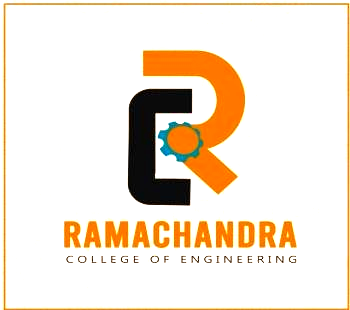 RAMACHANDRA
COLLEGE OF ENGINEERING